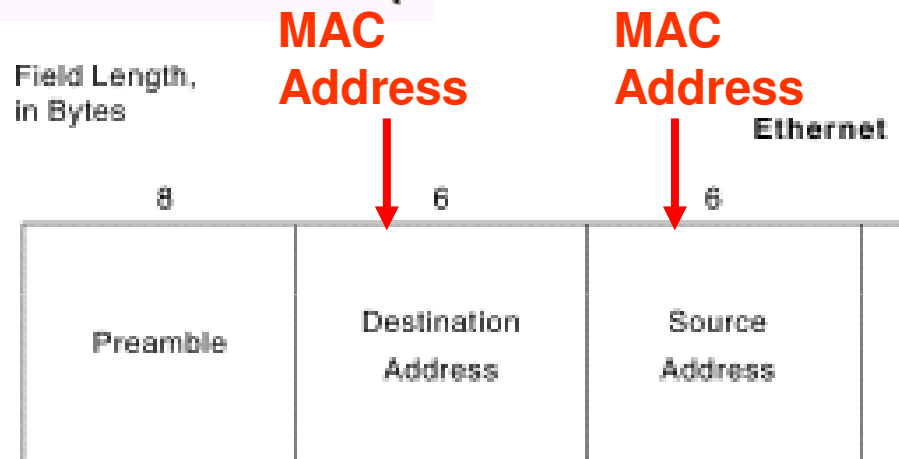 MAC
Address
MAC
Address
Field Length,
in Bytes
Ethernet
8 6 6
Preamble
Destination
Address
Source
Address